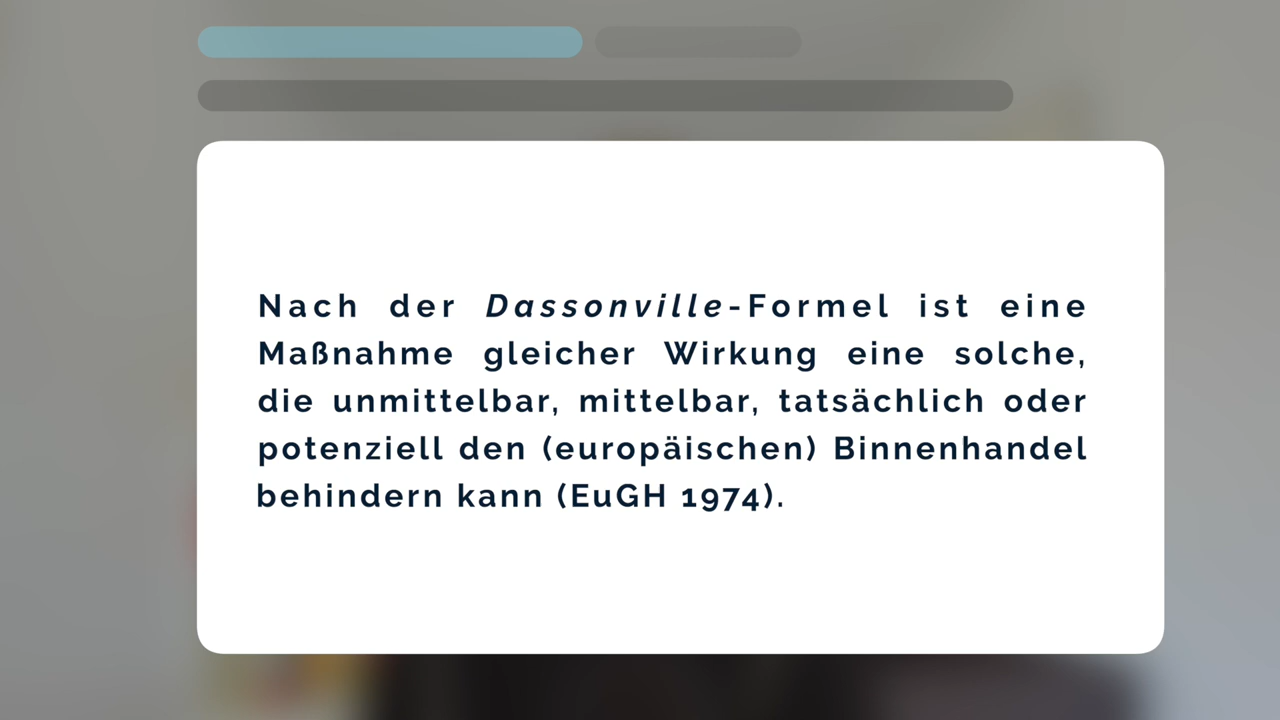 Nach der Dassonville-Formel ist eine
Maßnahme gleicher Wirkung eine solche,
die unmittelbar, mittelbar, tatsächlich oder
potenziell den (europäischen) Binnenhandel
behindern kann (EuGH 1974).